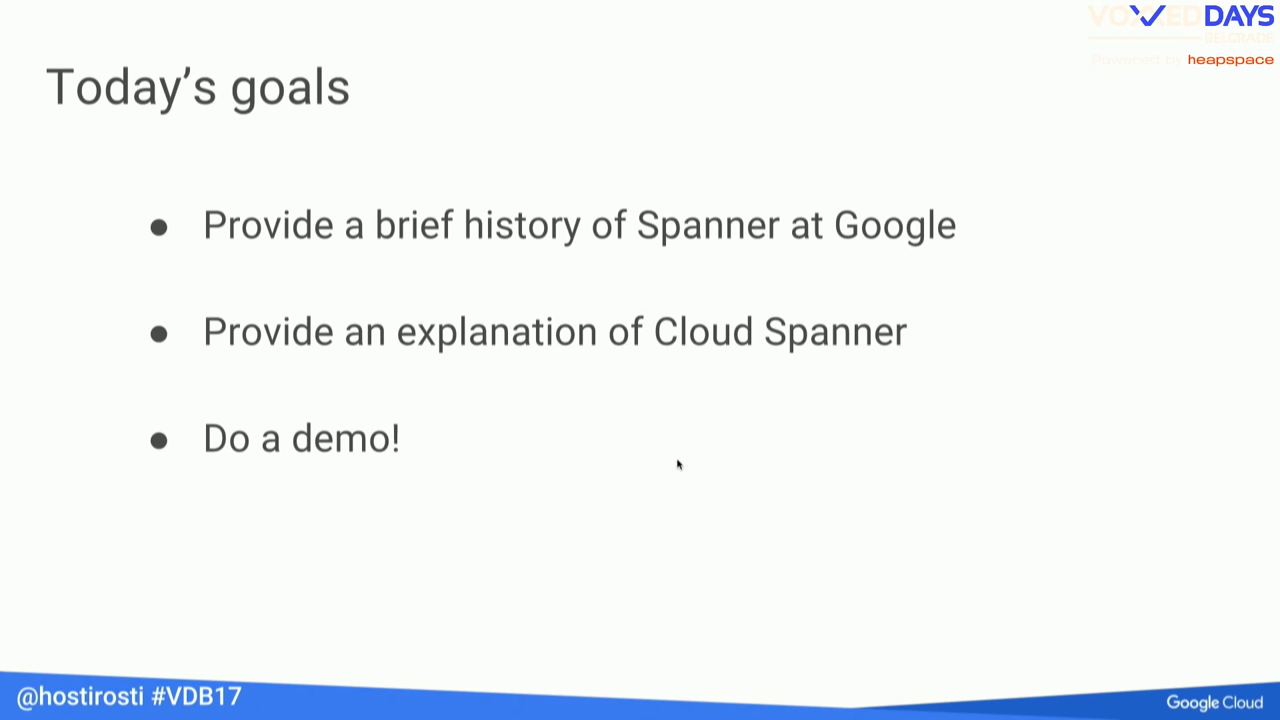 VOXXED DAYS
BELGRADE
Powered by heapspace
Today's goals
● Provide a brief history of Spanner at Google
● Provide an explanation of Cloud Spanner
● Do a demo!
@hostirosti #VDB17
Google Cloud